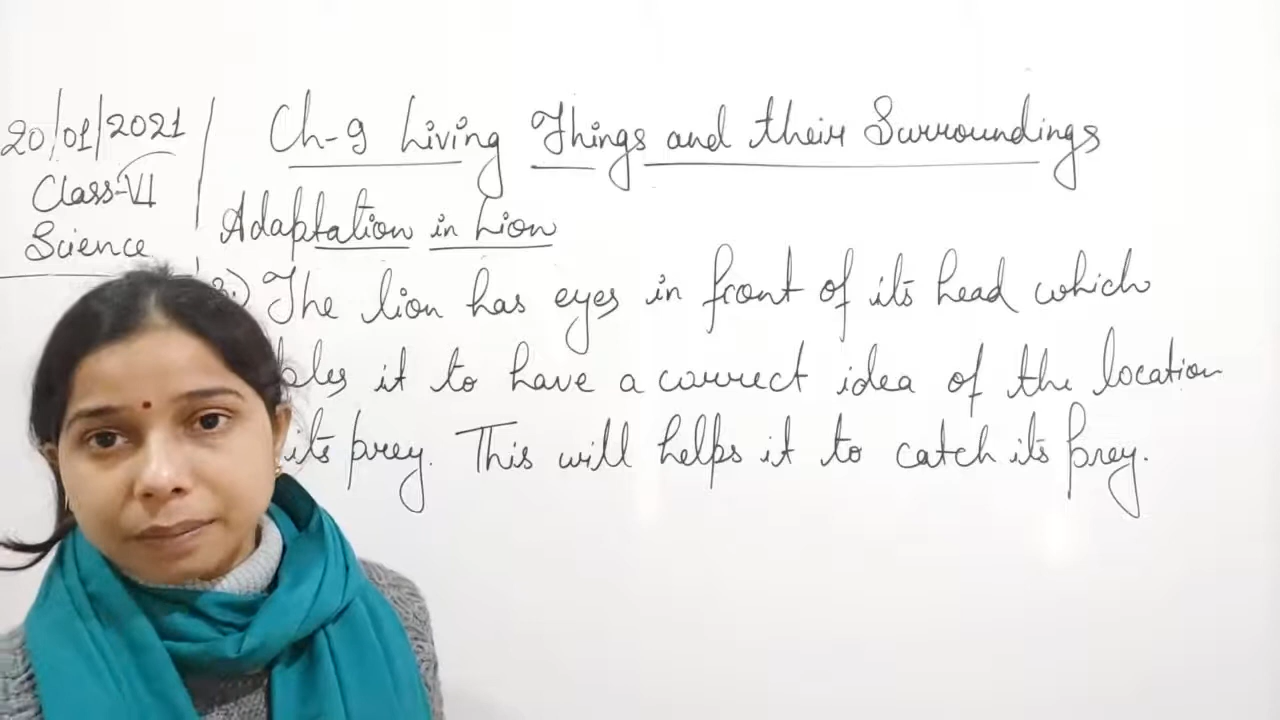 20/01/2021
Class-VI
Science
Ch-9 Living Things and their Surroundings
Adaptation in Lion
3.) The lion has eyes in front of its head which
bles it to have a correct idea of the location
its prey. This will helps it to catch its prey.